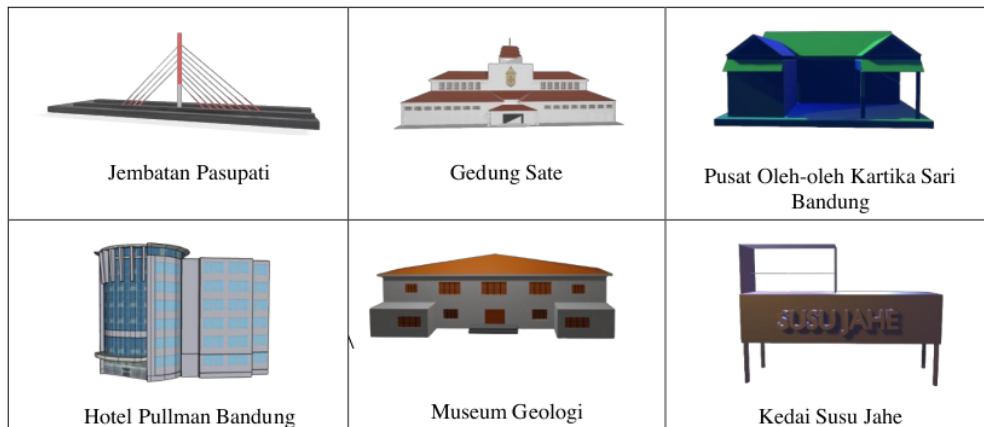 Jembatan Pasupati
Gedung Sate
Pusat Oleh-oleh Kartika Sari
Bandung
SUSU JAHE
Hotel Pullman Bandung
Museum Geologi
Kedai Susu Jahe